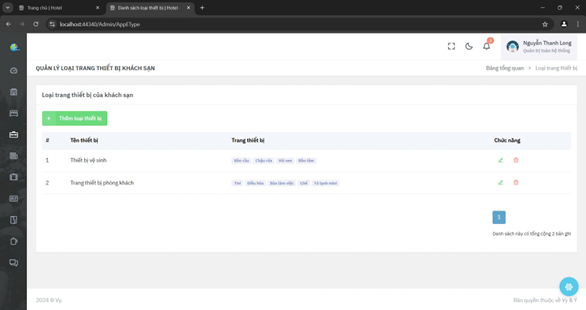 Trang chủ | Hotel
Danh sách loại thiết bị | Hotel
localhost:44340/Admin/AppEType
Nguyễn Thanh Long
Quản trị toàn hệ thống
QUẢN LÝ LOẠI TRANG THIẾT BỊ KHÁCH SẠN
Bảng tổng quan > Loại trang thiết bị
Loại trang thiết bị của khách sạn
+ Thêm loại thiết bị
# Tên thiết bị Trang thiết bị Chức năng
1 Thiết bị vệ sinh Bồn cầu Chậu rửa Vòi sen Bồn tắm
2 Trang thiết bị phòng khách Tivi Điều hòa Bàn làm việc Ghế Tủ lạnh mini
1
Danh sách này có tổng cộng 2 bản ghi
2024 © Vy.
Bản quyền thuộc về Vy & Ý